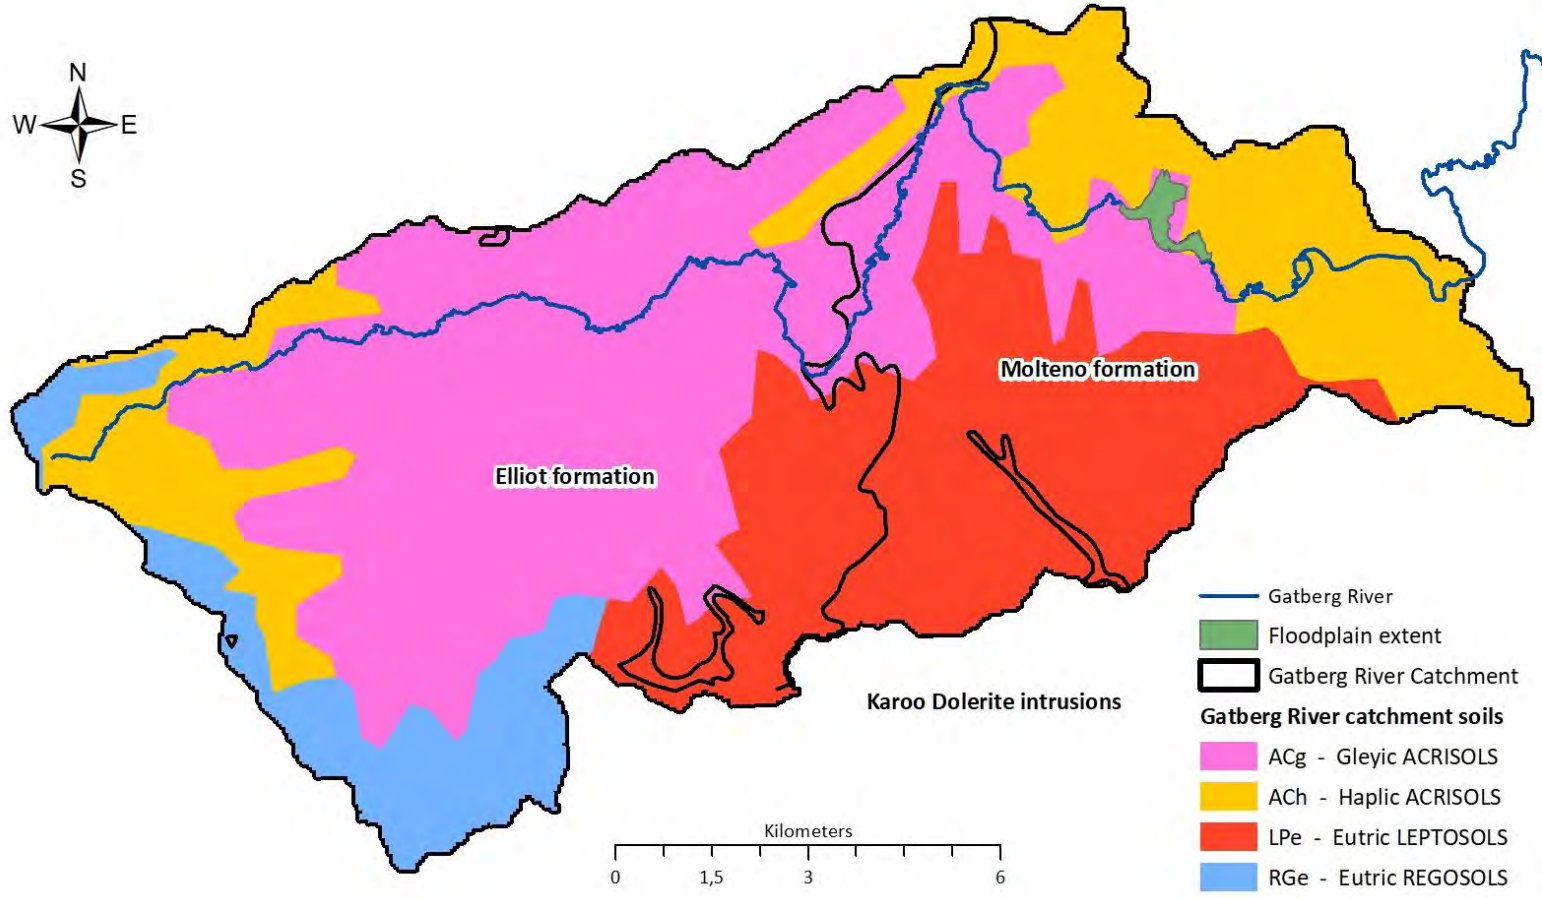 N
W E
S
Molteno formation
Elliot formation
Karoo Dolerite intrusions
Gatberg River
Floodplain extent
Gatberg River Catchment
Gatberg River catchment soils
ACg - Gleyic ACRISOLS
ACh - Haplic ACRISOLS
LPe - Eutric LEPTOSOLS
RGe - Eutric REGOSOLS
Kilometers
0 1,5 3 6